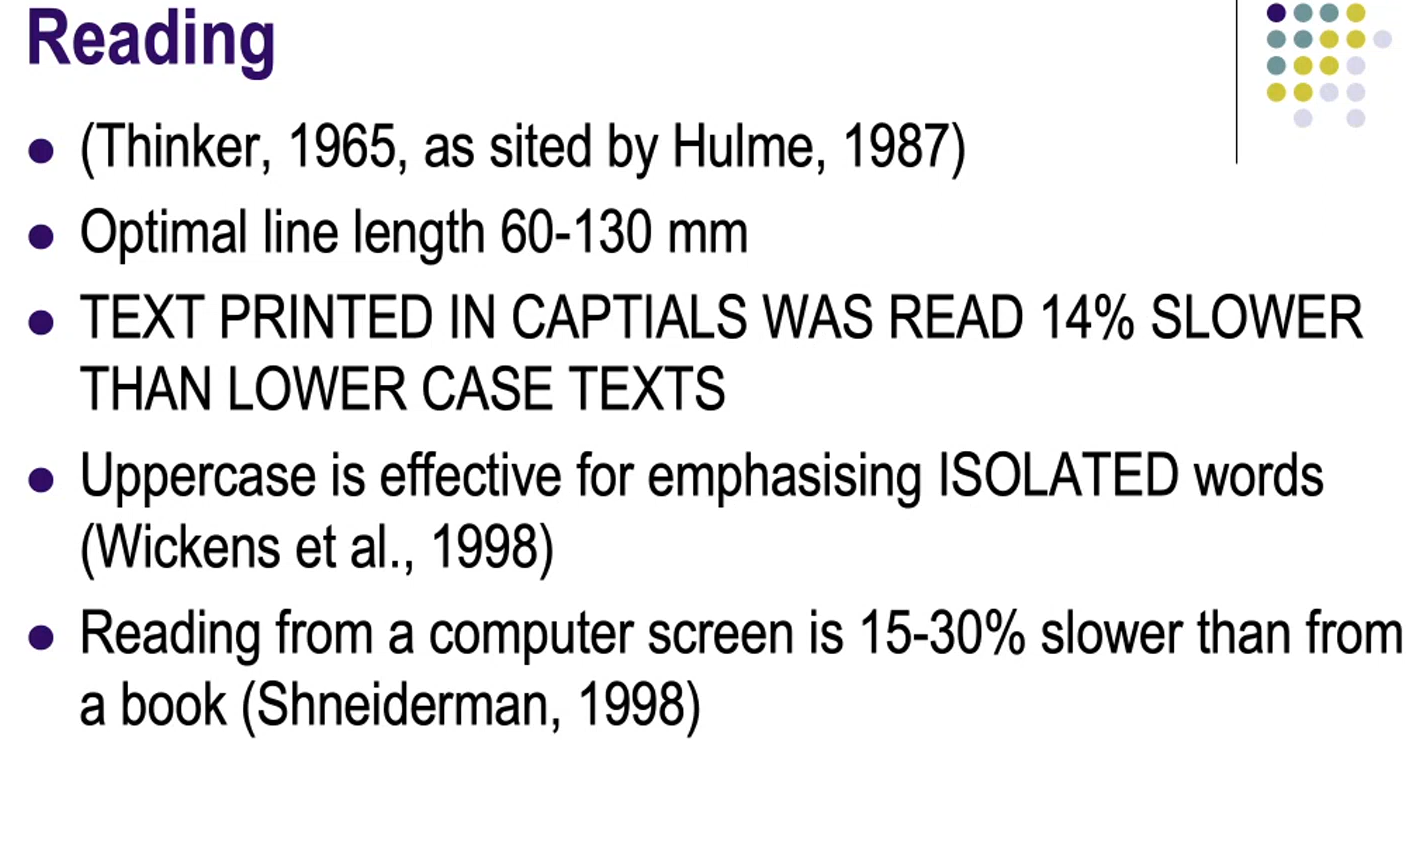 Reading
(Thinker, 1965, as sited by Hulme, 1987)
Optimal line length 60-130 mm
TEXT PRINTED IN CAPTIALS WAS READ 14% SLOWER
THAN LOWER CASE TEXTS
Uppercase is effective for emphasising ISOLATED words
(Wickens et al., 1998)
Reading from a computer screen is 15-30% slower than from
a book (Shneiderman, 1998)